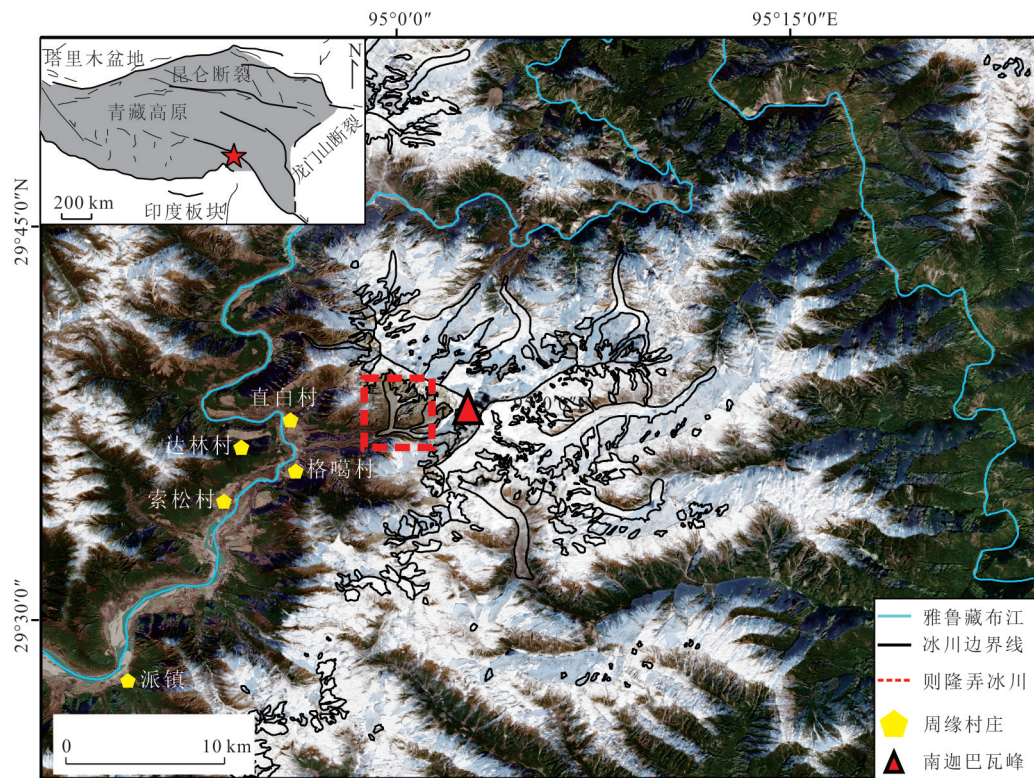 95°0′0″
95°15′0″E
塔里木盆地
N
昆仑断裂
青藏高原
龙门山断裂
200 km
印度板块
29°45′0″N
直白村
达林村
格噶村
索松村
29°30′0″N
派镇
0 10 km
雅鲁藏布江
冰川边界线
则隆弄冰川
周缘村庄
南迦巴瓦峰